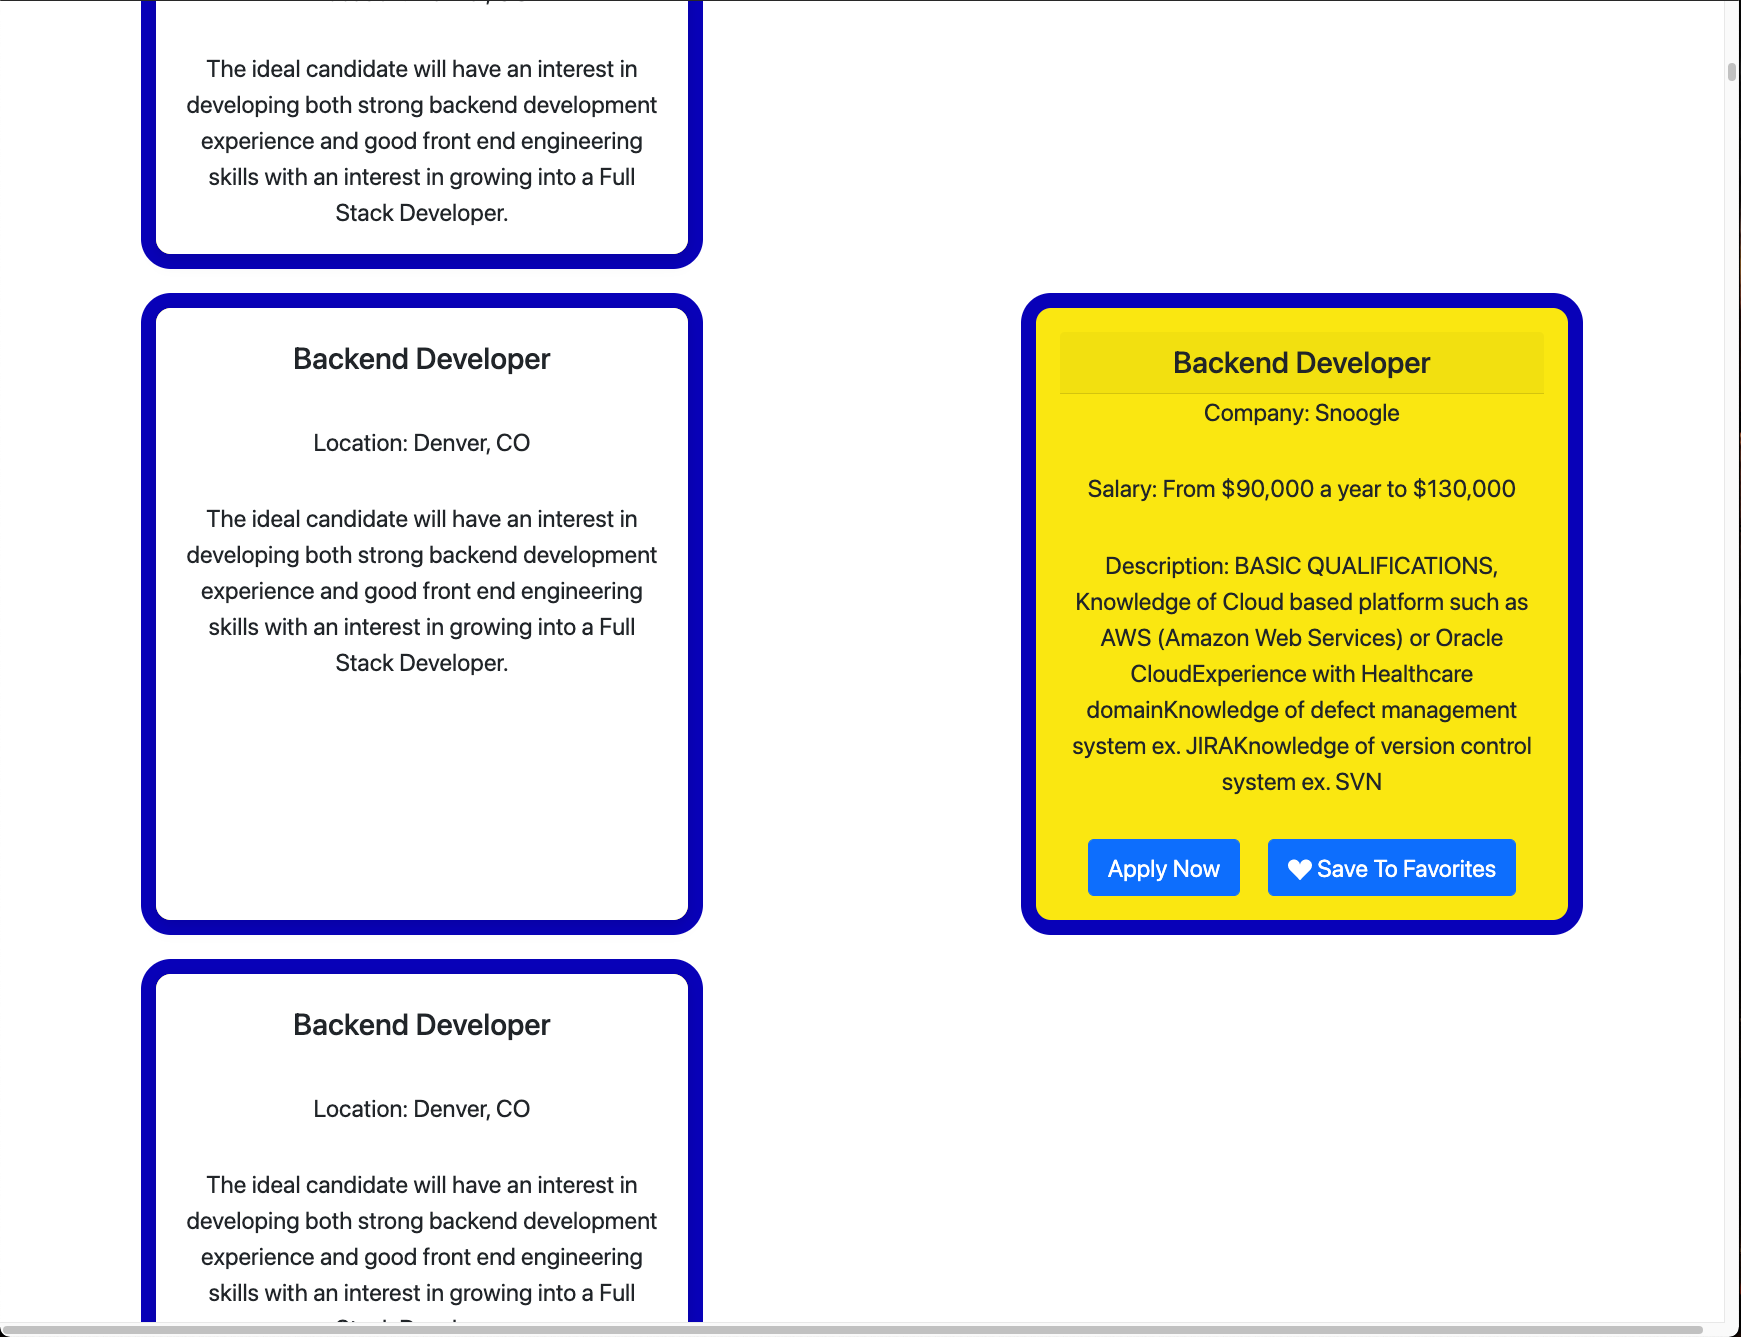 The ideal candidate will have an interest in
developing both strong backend development
experience and good front end engineering
skills with an interest in growing into a Full
Stack Developer.
Backend Developer
Location: Denver, CO
The ideal candidate will have an interest in
developing both strong backend development
experience and good front end engineering
skills with an interest in growing into a Full
Stack Developer.
Backend Developer
Company: Snoogle
Salary: From $90,000 a year to $130,000
Description: BASIC QUALIFICATIONS,
Knowledge of Cloud based platform such as
AWS (Amazon Web Services) or Oracle
CloudExperience with Healthcare
domainKnowledge of defect management
system ex. JIRAKnowledge of version control
system ex. SVN
Apply Now
Save To Favorites
Backend Developer
Location: Denver, CO
The ideal candidate will have an interest in
developing both strong backend development
experience and good front end engineering
skills with an interest in growing into a Full